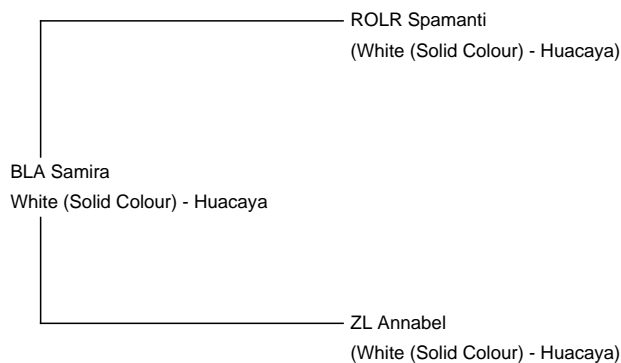 ROLR Spamanti
(White (Solid Colour) - Huacaya)
BLA Samira
White (Solid Colour) - Huacaya
ZL Annabel
(White (Solid Colour) - Huacaya)